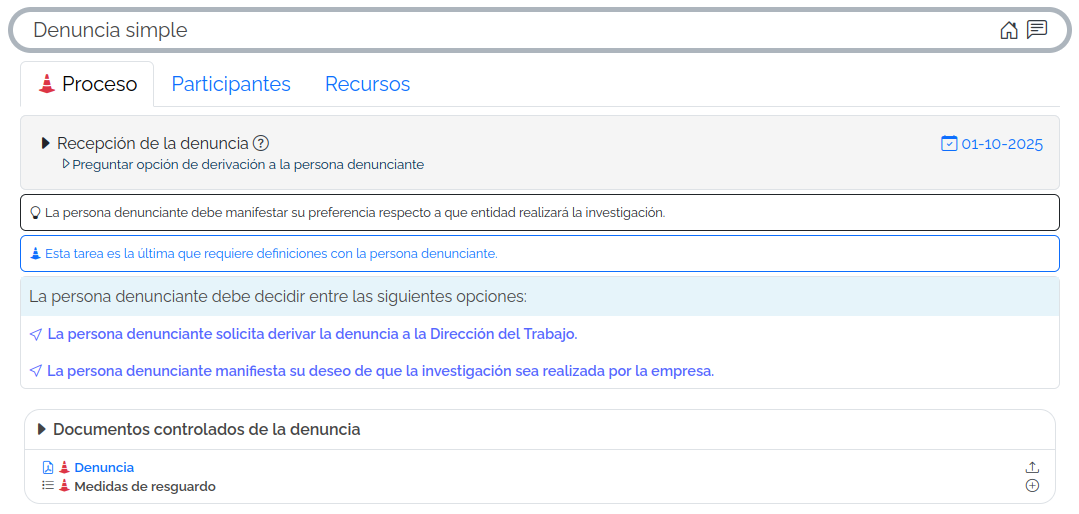 Denuncia simple
Proceso Participantes Recursos
Recepción de la denuncia 01-10-2025
Preguntar opción de derivación a la persona denunciante
La persona denunciante debe manifestar su preferencia respecto a que entidad realizará la investigación.
Esta tarea es la última que requiere definiciones con la persona denunciante.
La persona denunciante debe decidir entre las siguientes opciones:
La persona denunciante solicita derivar la denuncia a la Dirección del Trabajo.
La persona denunciante manifiesta su deseo de que la investigación sea realizada por la empresa.
Documentos controlados de la denuncia
Denuncia
Medidas de resguardo